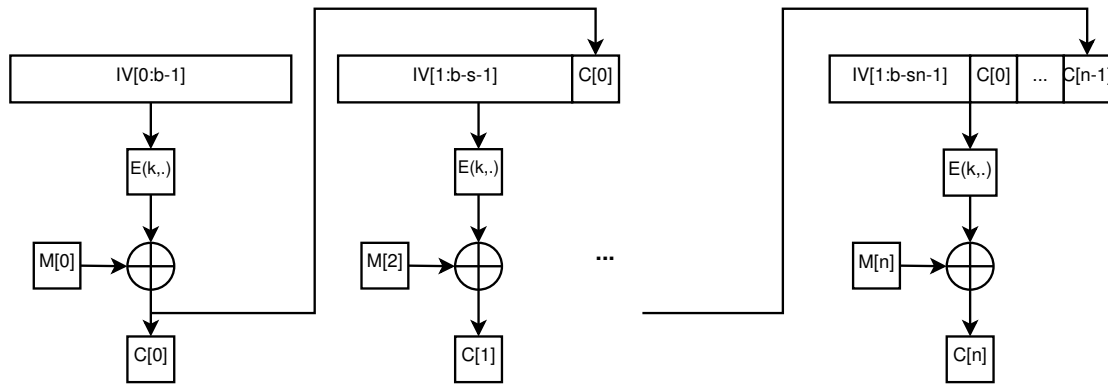 IV[0:b-1]
IV[1:b-s-1] C[0]
IV[1:b-sn-1] C[0] ... C[n-1]
E(k,.) E(k,.) E(k,.)
M[0] M[2] ... M[n]
C[0] C[1] C[n]